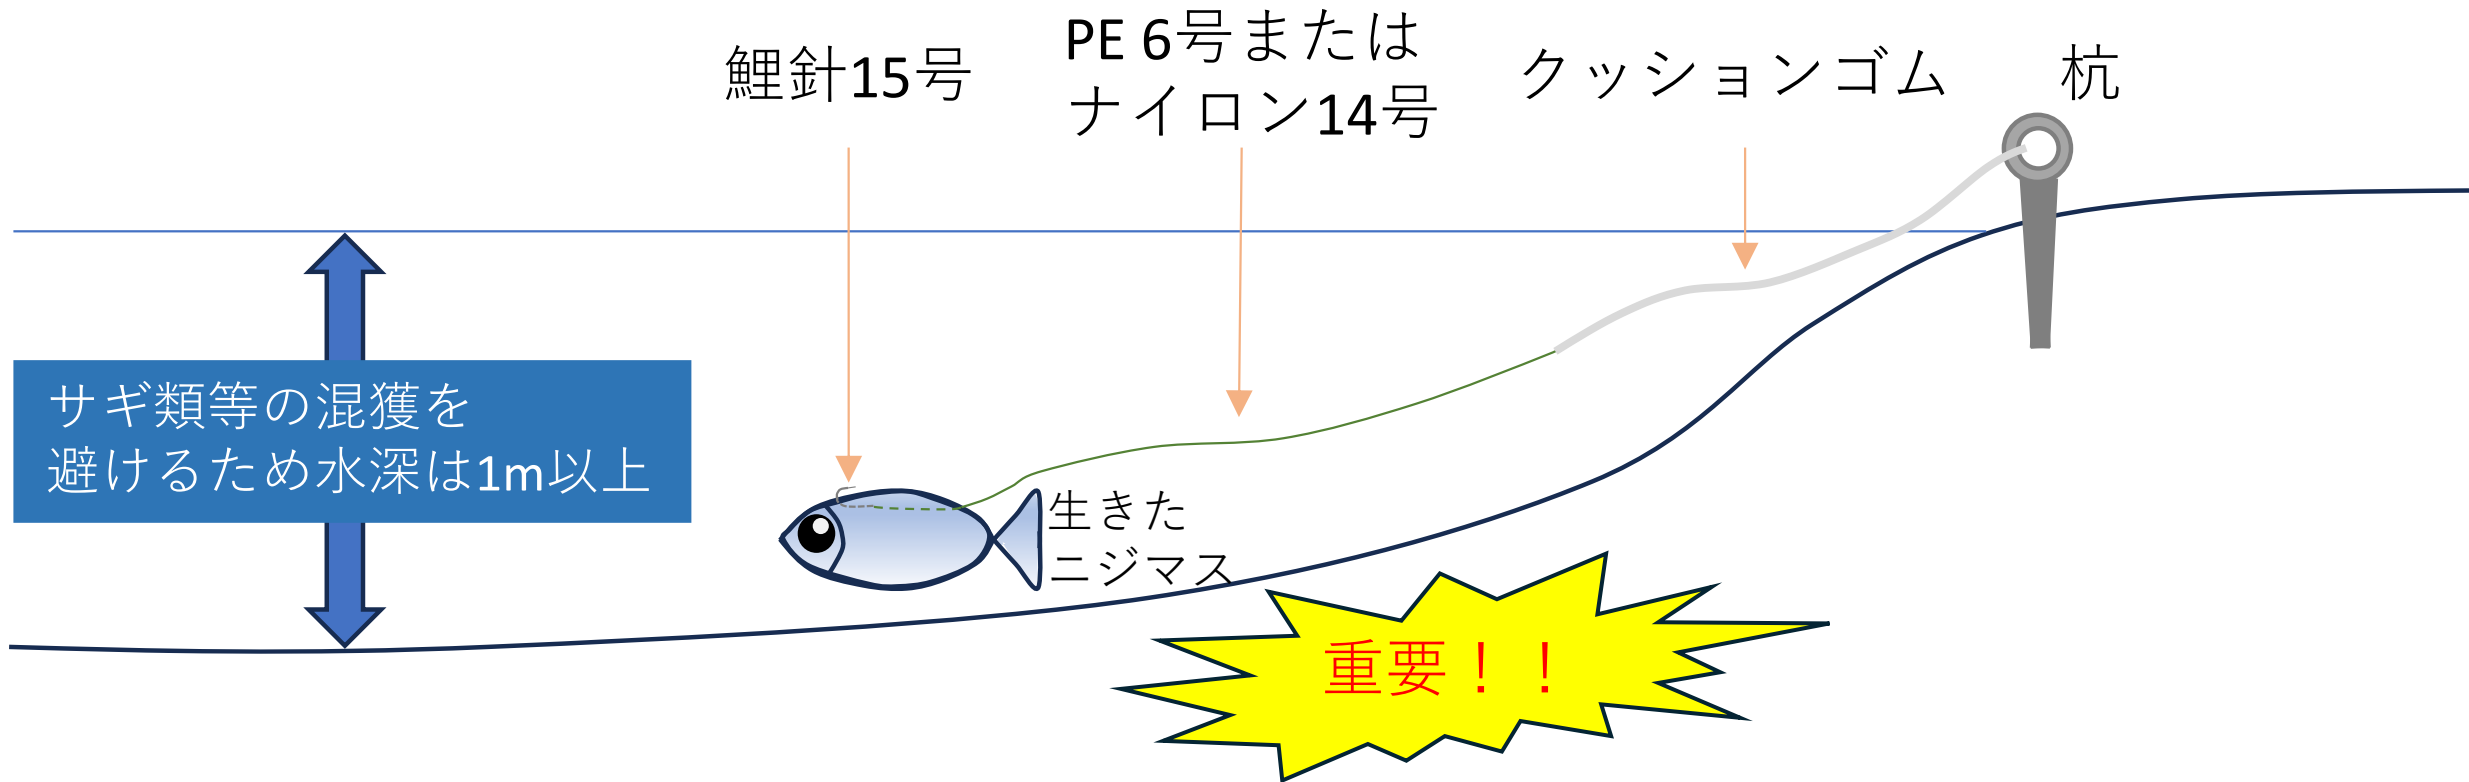 鯉針15号
PE 6号または
ナイロン14号
クッションゴム
杭
サギ類等の混獲を
避けるため水深は1m以上
生きた
ニジマス
重要！！